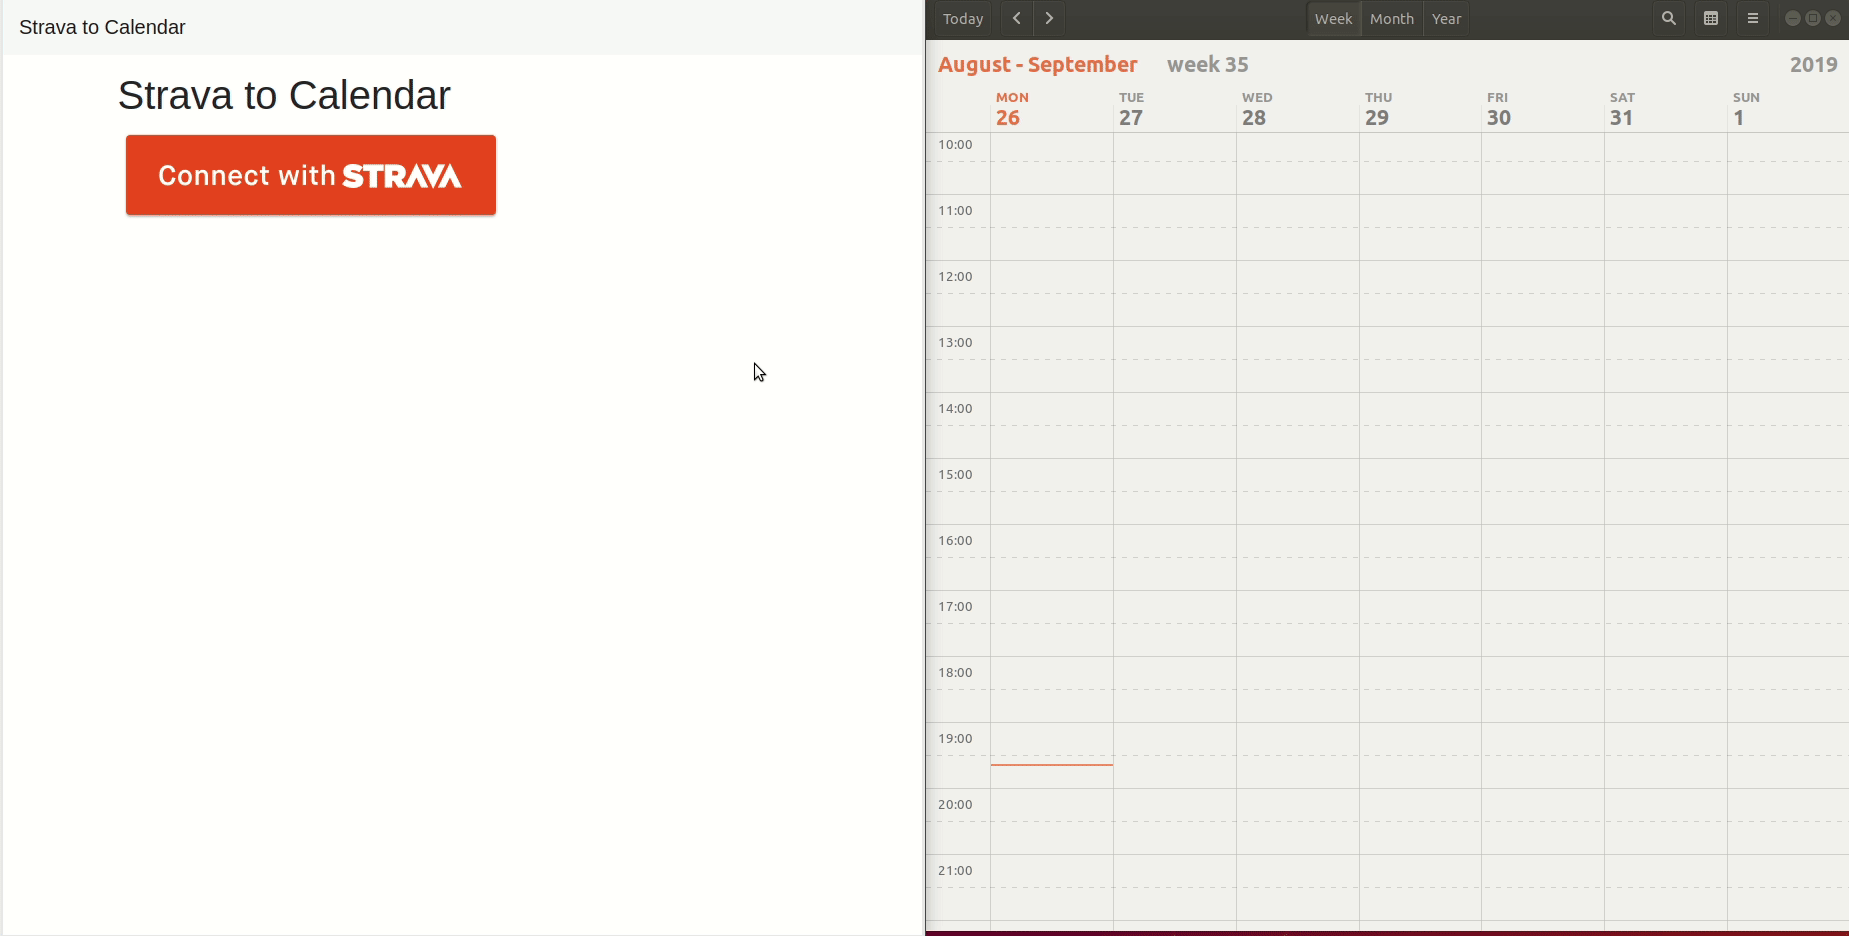 Strava to Calendar
Strava to Calendar
Connect with STRAVA
Today Week Month Year
August - September week 35 2019
MON TUE WED THU FRI SAT SUN
26 27 28 29 30 31 1
10:00
11:00
12:00
13:00
14:00
15:00
16:00
17:00
18:00
19:00
20:00
21:00